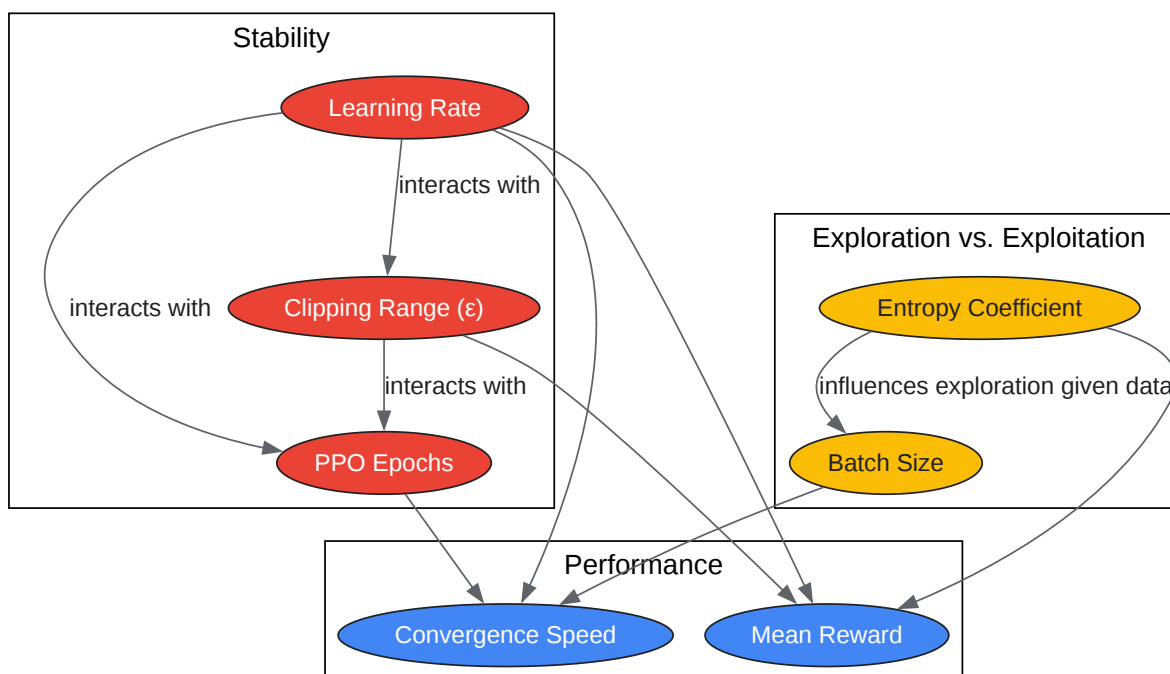 Stability
Learning Rate
interacts with
Exploration vs. Exploitation
interacts with
Clipping Range (ε)
Entropy Coefficient
interacts with
influences exploration given data
PPO Epochs
Batch Size
Performance
Convergence Speed
Mean Reward